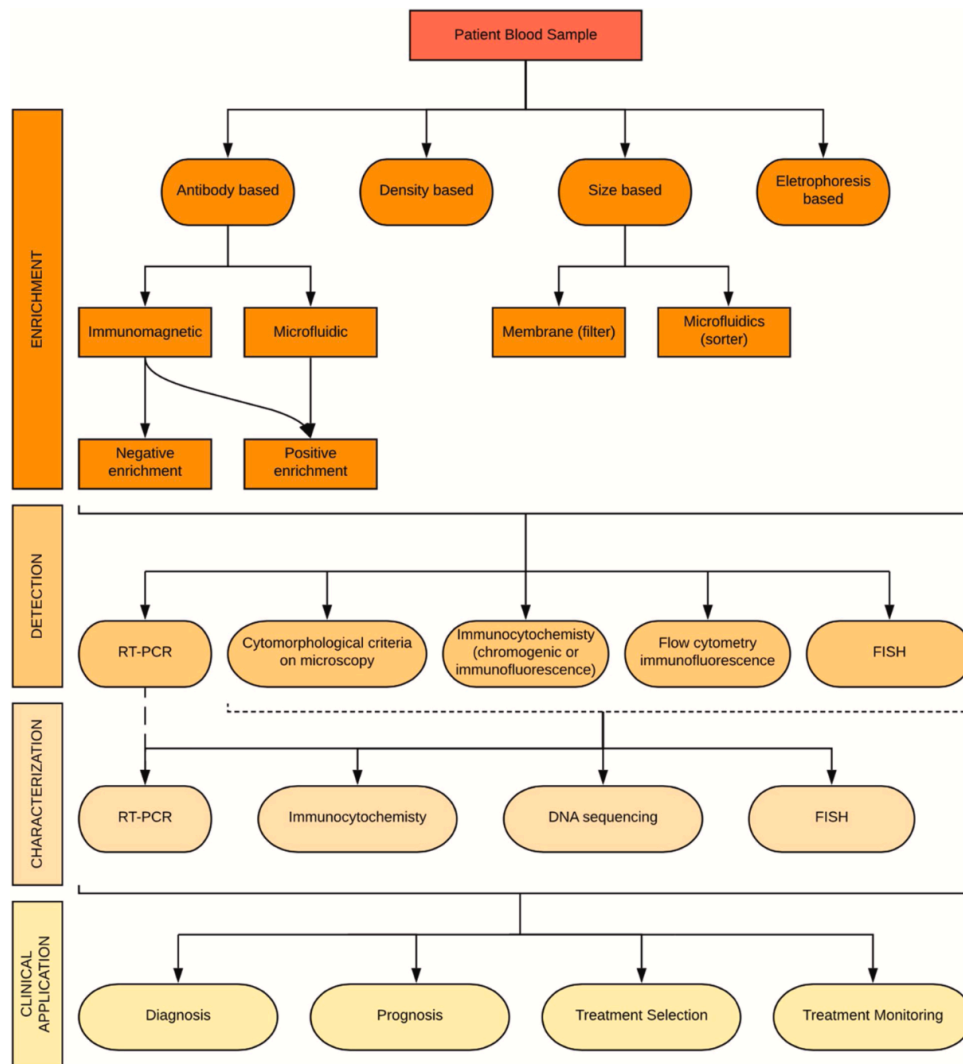 Patient Blood Sample
ENRICHMENT
Antibody based
Density based
Size based
Eletrophoresis
based
Immunomagnetic
Microfluidic
Membrane (filter)
Microfluidics
(sorter)
Negative
enrichment
Positive
enrichment
DETECTION
RT-PCR
Cytomorphological criteria
on microscopy
Immunocytochemisty
(chromogenic or
immunofluorescence)
Flow cytometry
immunofluorescence
FISH
CHARACTERIZATION
RT-PCR
Immunocytochemisty
DNA sequencing
FISH
CLINICAL
APPLICATION
Diagnosis
Prognosis
Treatment Selection
Treatment Monitoring